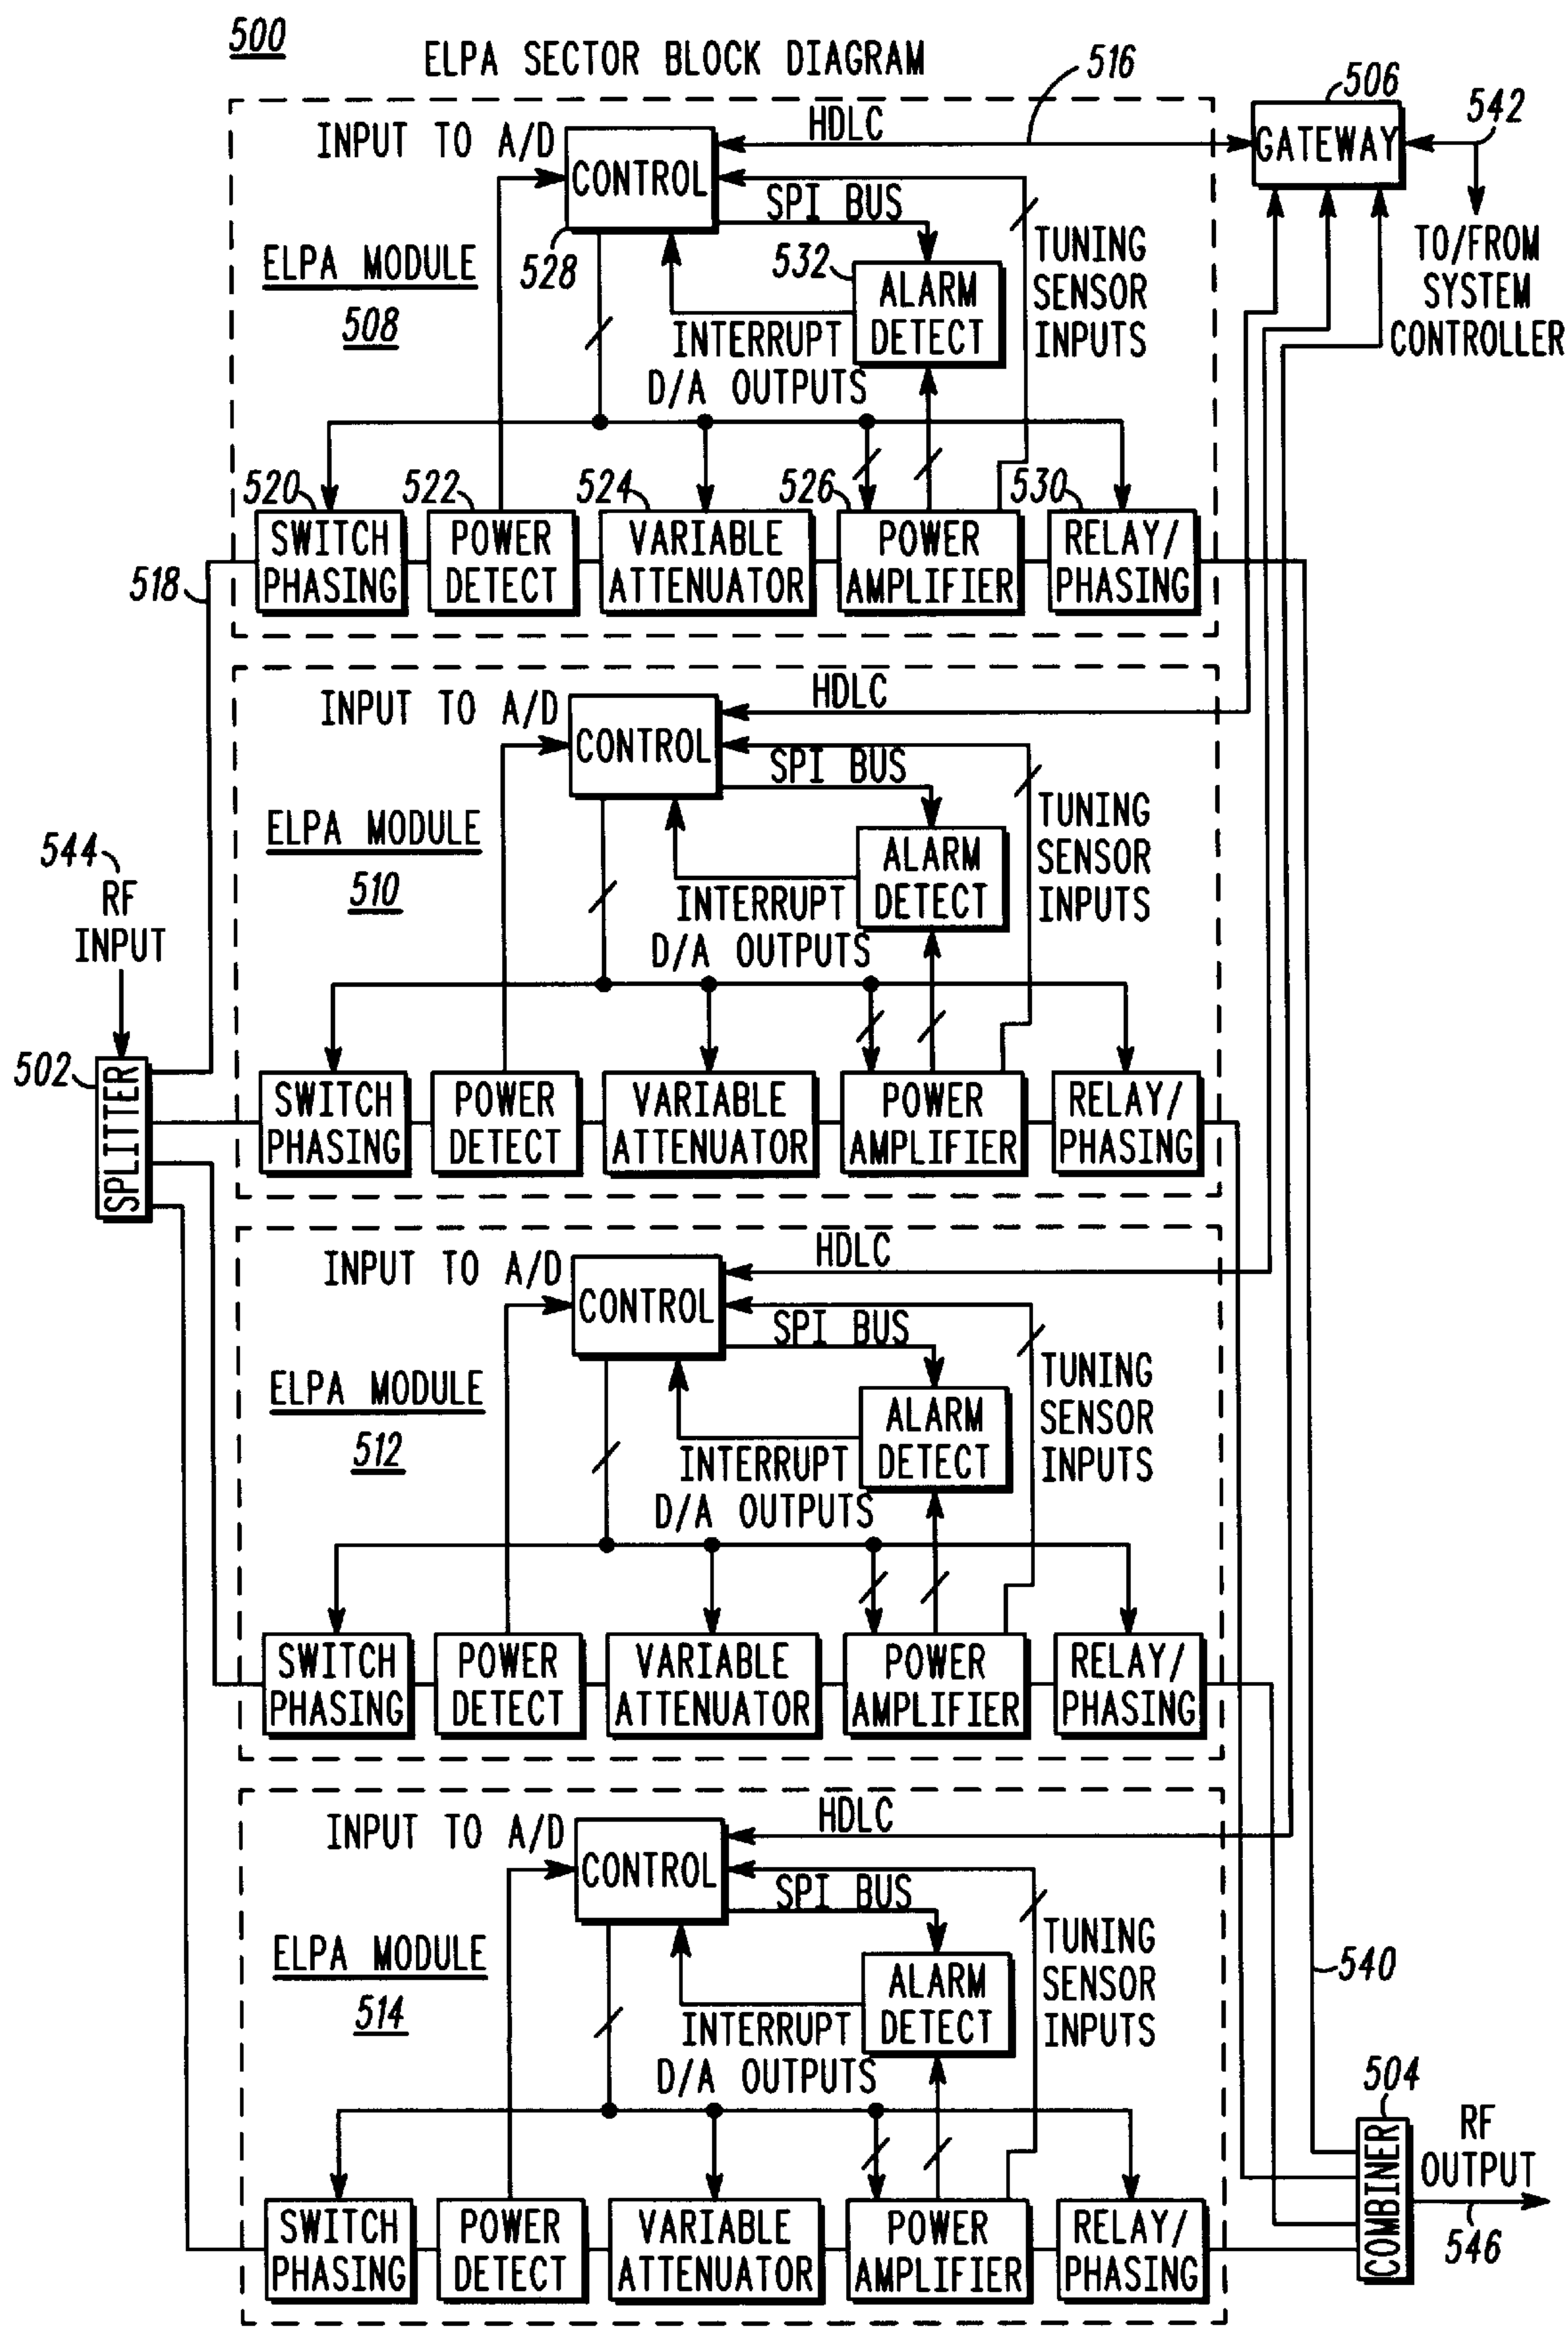 500
ELPA SECTOR BLOCK DIAGRAM
516
506
542
INPUT TO A/D
CONTROL
HDLC
GATEWAY
SPI BUS
528
ELPA MODULE
508
532
ALARM
DETECT
TUNING
SENSOR
INPUTS
TO/FROM
SYSTEM
CONTROLLER
INTERRUPT
D/A OUTPUTS
520
522
524
526
530
SWITCH
PHASING
POWER
DETECT
VARIABLE
ATTENUATOR
POWER
AMPLIFIER
RELAY/
PHASING
518
INPUT TO A/D
CONTROL
HDLC
SPI BUS
ELPA MODULE
510
ALARM
DETECT
TUNING
SENSOR
INPUTS
INTERRUPT
D/A OUTPUTS
544
RF
INPUT
502
SPLITTER
SWITCH
PHASING
POWER
DETECT
VARIABLE
ATTENUATOR
POWER
AMPLIFIER
RELAY/
PHASING
INPUT TO A/D
CONTROL
HDLC
SPI BUS
ELPA MODULE
512
ALARM
DETECT
TUNING
SENSOR
INPUTS
INTERRUPT
D/A OUTPUTS
SWITCH
PHASING
POWER
DETECT
VARIABLE
ATTENUATOR
POWER
AMPLIFIER
RELAY/
PHASING
INPUT TO A/D
CONTROL
HDLC
SPI BUS
ELPA MODULE
514
ALARM
DETECT
TUNING
SENSOR
INPUTS
INTERRUPT
D/A OUTPUTS
540
SWITCH
PHASING
POWER
DETECT
VARIABLE
ATTENUATOR
POWER
AMPLIFIER
RELAY/
PHASING
504
COMBINER
RF
OUTPUT
546